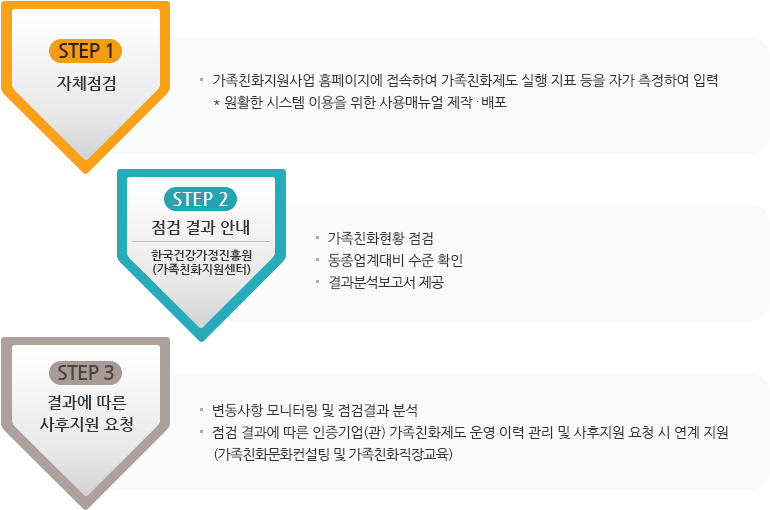 STEP 1
자체점검
가족친화지원사업 홈페이지에 접속하여 가족친화제도 실행 지표 등을 자가 측정하여 입력
* 원활한 시스템 이용을 위한 사용매뉴얼 제작·배포
STEP 2
점검 결과 안내
한국건강가정진흥원
(가족친화지원센터)
가족친화현황 점검
동종업계대비 수준 확인
결과분석보고서 제공
STEP 3
결과에 따른
사후지원 요청
변동사항 모니터링 및 점검결과 분석
점검 결과에 따른 인증기업(관) 가족친화제도 운영 이력 관리 및 사후지원 요청 시 연계 지원
(가족친화문화컨설팅 및 가족친화직장교육)